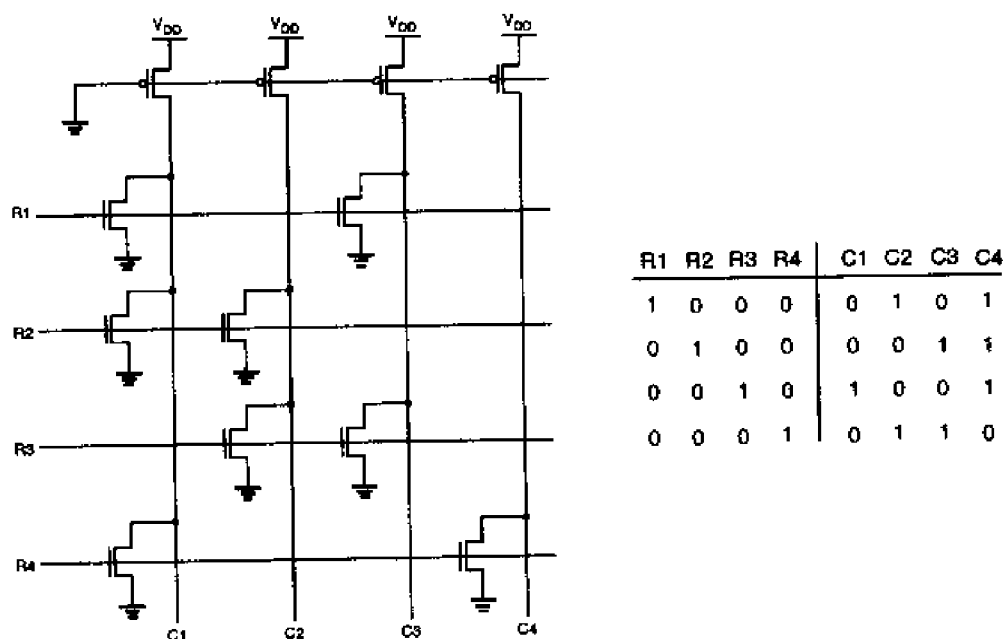 VDD VDD VDD VDD
R1
R2
R3
R4
C1 C2 C3 C4
R1 R2 R3 R4 C1 C2 C3 C4
1 0 0 0 0 1 0 1
0 1 0 0 0 0 1 1
0 0 1 0 1 0 0 1
0 0 0 1 0 1 1 0